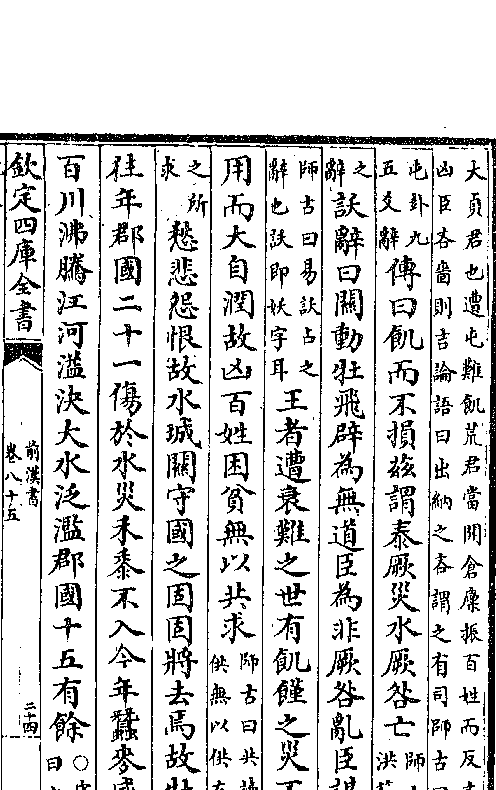 大貞君也遭屯難飢荒君當開倉廩振百姓而反
凶臣吝嗇則吉論語曰出納之吝謂之有司師古曰
屯卦九
五爻辭
傳曰飢而不損兹謂泰厥災水厥咎亡
師
洪
之
辭
訞辭曰關動牡飛辟為無道臣為非厥咎亂臣謀
師古曰易訞占之
辭也訞即妖字耳
王者遭衰難之世有飢饉之災不
用而大自潤故凶百姓困貧無以共求
師古曰共讀
供無以供
之所
求
愁悲怨恨故水城關守國之固固將去焉故牡
往年郡國二十一傷於水災禾黍不入今年蠶麥咸
百川沸騰江河溢決大水泛濫郡國十五有餘
○
曰
欽定四庫全書
前漢書
卷八十五
二十四